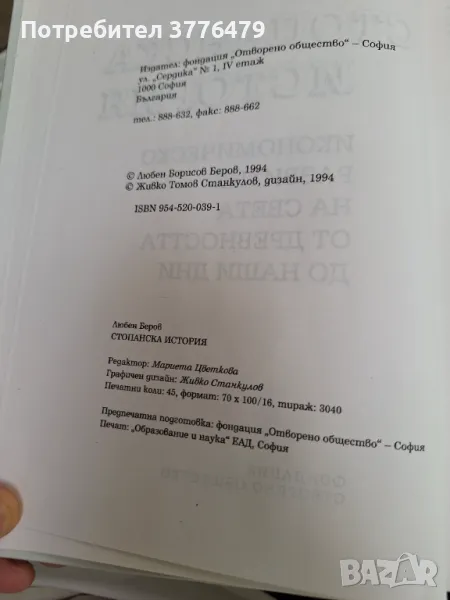 Потребител 3776479
Издател: фондация „Отворено общество“ – София
ул. „Сердика“ № 1, IV етаж
1000 София
България
тел.: 888-632, факс: 888-662
© Любен Борисов Беров, 1994
© Живко Томов Станкулов, дизайн, 1994
ISBN 954-520-039-1
Любен Беров
СТОПАНСКА ИСТОРИЯ
Редактор: Мариета Цветкова
Графичен дизайн: Живко Станкулов
Печатни коли: 45, формат: 70 x 100/16, тираж: 3040
Предпечатна подготовка: фондация „Отворено общество“ – София
Печат: „Образование и наука“ ЕАД, София
bazar